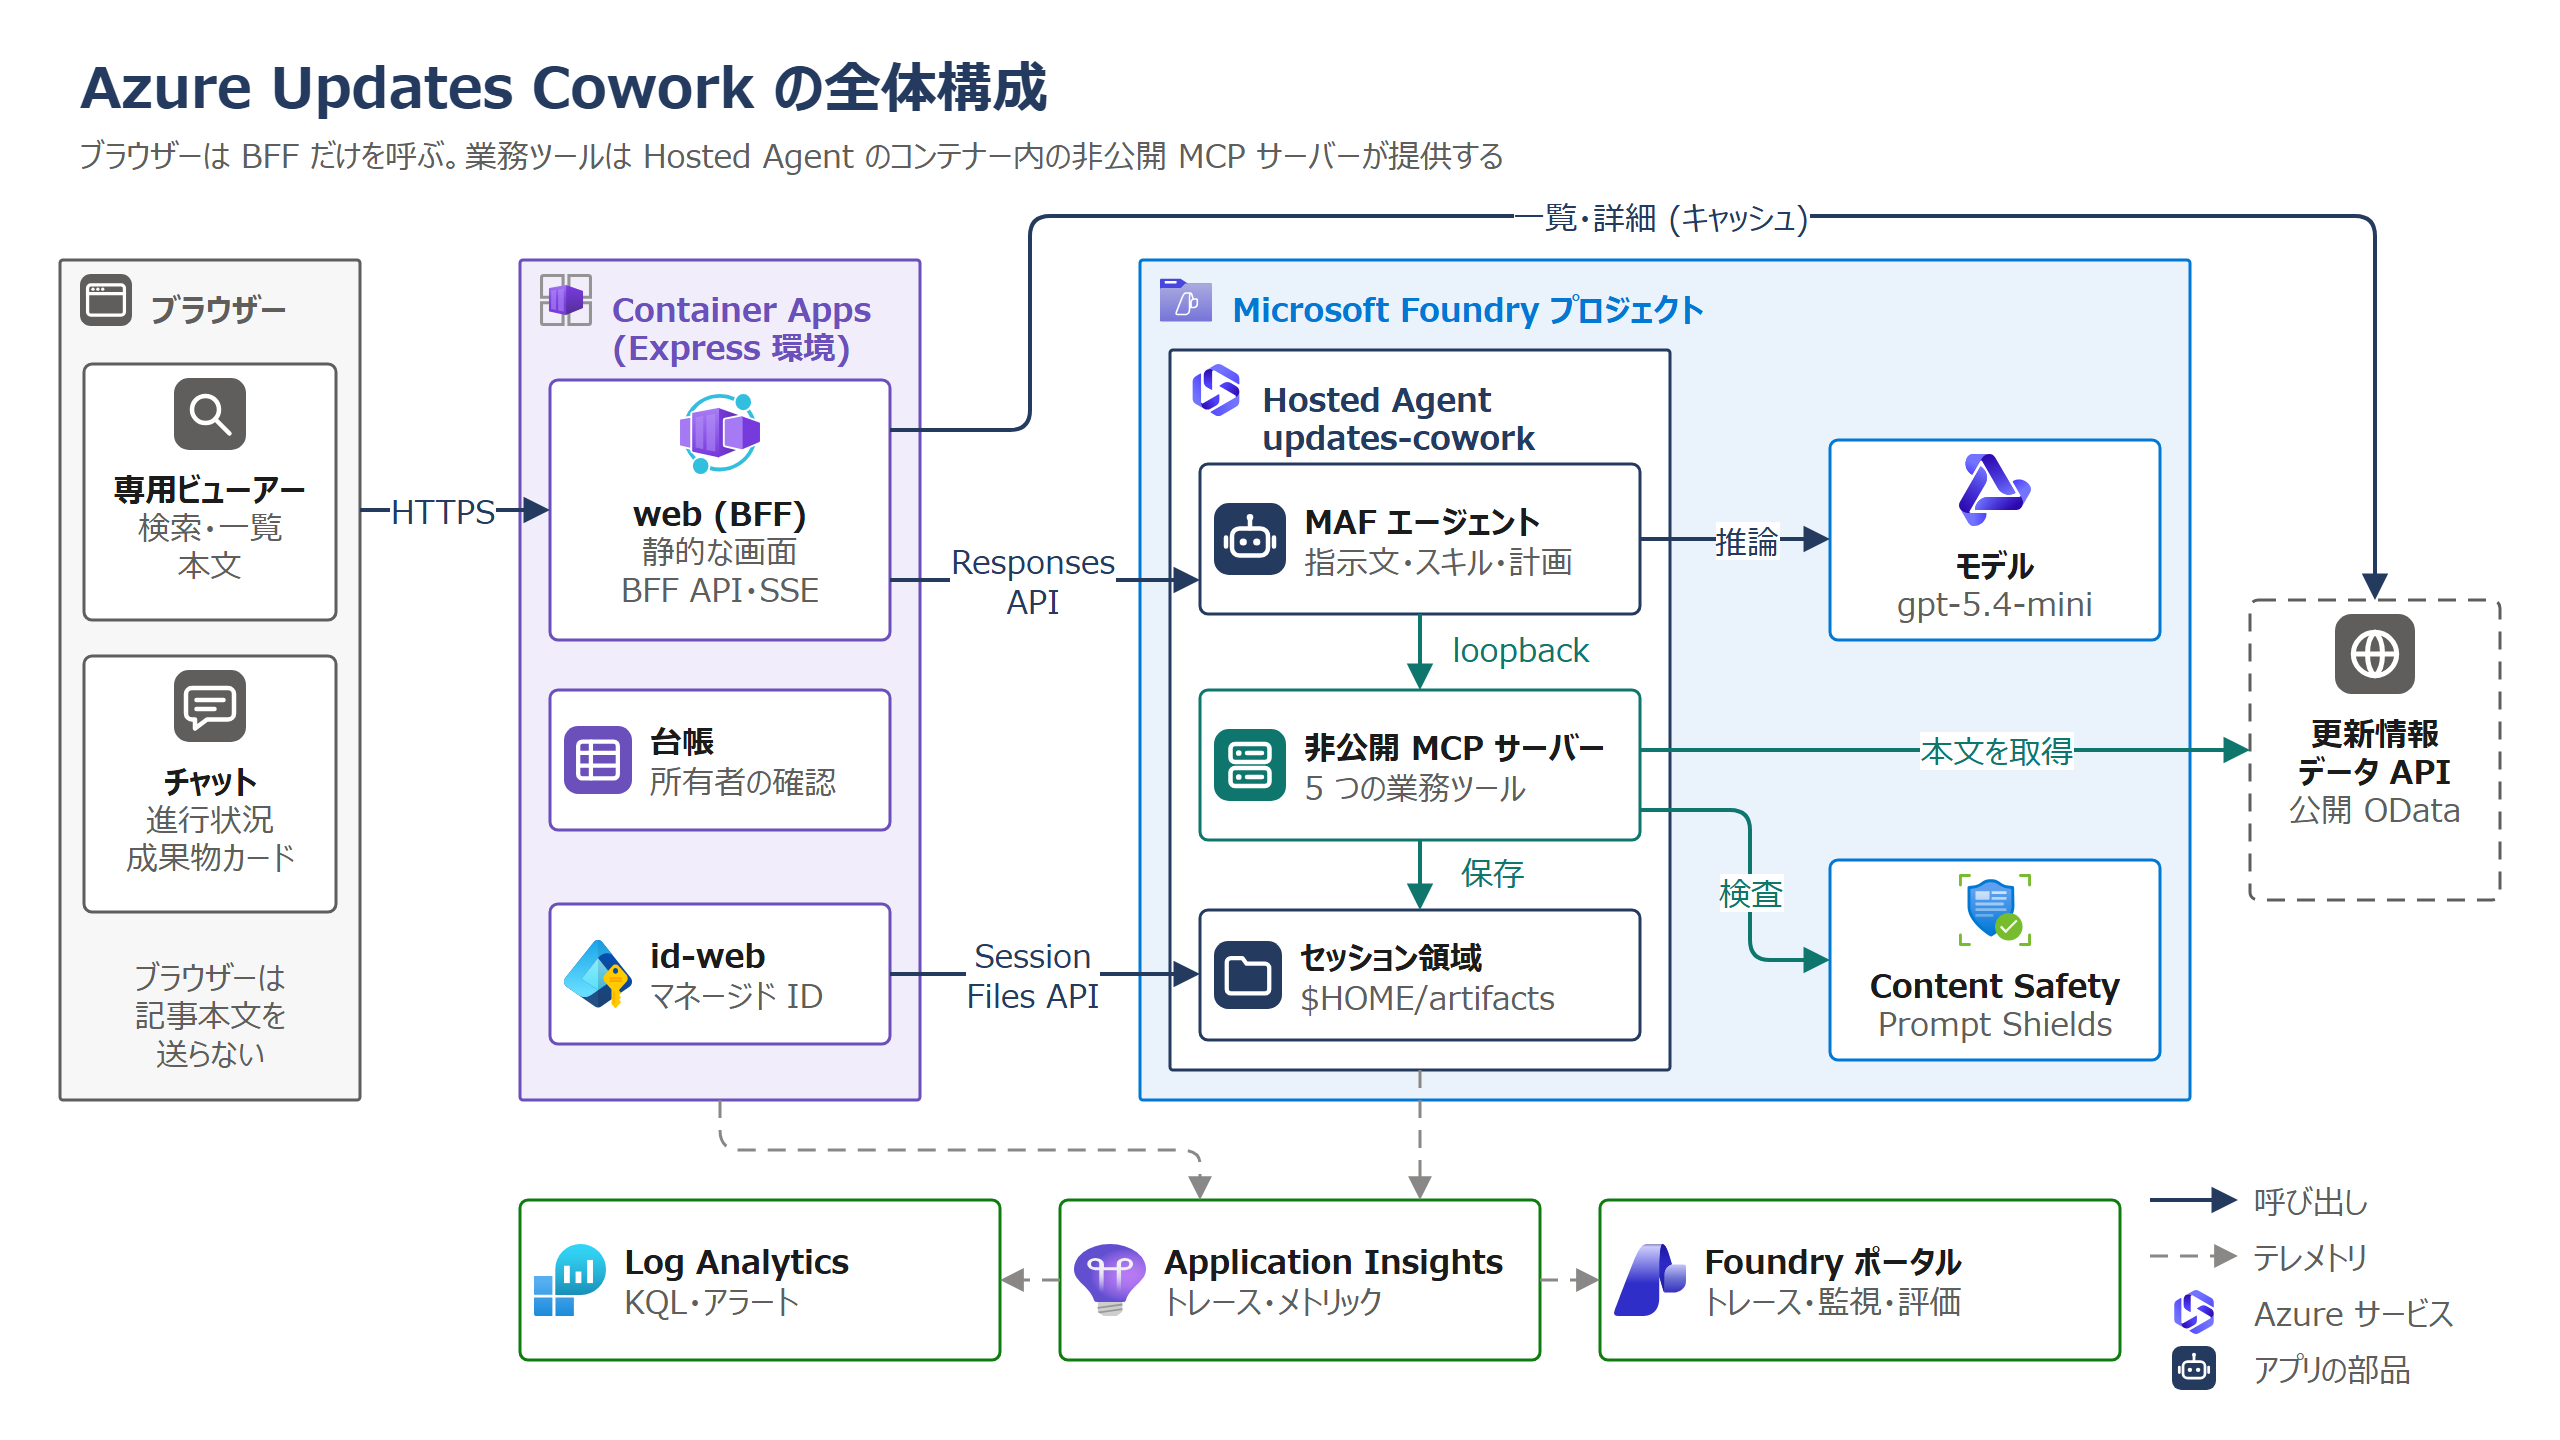 Azure Updates Cowork の全体構成
ブラウザーは BFF だけを呼ぶ。業務ツールは Hosted Agent のコンテナー内の非公開 MCP サーバーが提供する
一覧・詳細 (キャッシュ)
ブラウザー
専用ビューアー
検索・一覧
本文
チャット
進行状況
成果物カード
ブラウザーは
記事本文を
送らない
HTTPS
Container Apps
(Express 環境)
web (BFF)
静的な画面
BFF API・SSE
台帳
所有者の確認
id-web
マネージド ID
Responses
API
Session
Files API
Microsoft Foundry プロジェクト
Hosted Agent
updates-cowork
MAF エージェント
指示文・スキル・計画
loopback
非公開 MCP サーバー
5 つの業務ツール
保存
セッション領域
$HOME/artifacts
推論
モデル
gpt-5.4-mini
本文を取得
検査
Content Safety
Prompt Shields
更新情報
データ API
公開 OData
Log Analytics
KQL・アラート
Application Insights
トレース・メトリック
Foundry ポータル
トレース・監視・評価
呼び出し
テレメトリ
Azure サービス
アプリの部品